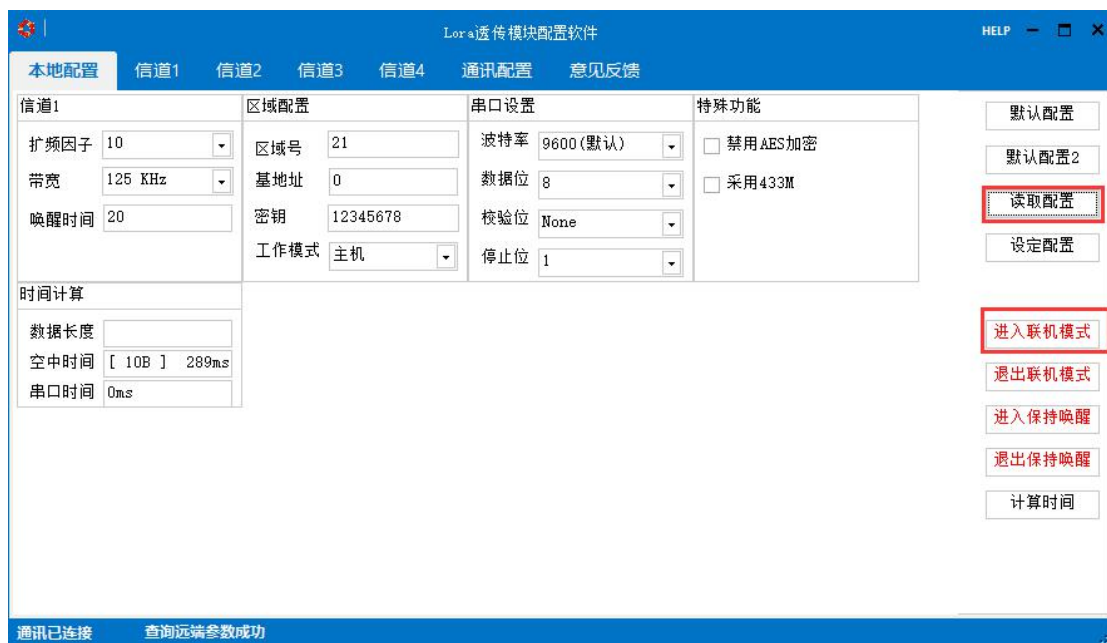 Lora透传模块配置软件
HELP
本地配置 信道1 信道2 信道3 信道4 通讯配置 意见反馈
信道1
扩频因子 10
带宽 125 KHz
唤醒时间 20
区域配置
区域号 21
基地址 0
密钥 12345678
工作模式 主机
串口设置
波特率 9600(默认)
数据位 8
校验位 None
停止位 1
特殊功能
禁用AES加密
采用433M
时间计算
数据长度
空中时间 [ 10B ] 289ms
串口时间 0ms
默认配置
默认配置2
读取配置
设定配置
进入联机模式
退出联机模式
进入保持唤醒
退出保持唤醒
计算时间
通讯已连接 查询远端参数成功